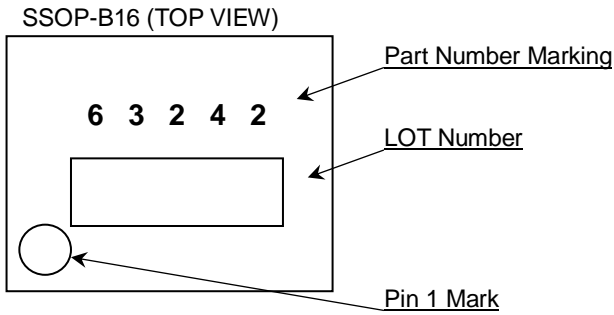 SSOP-B16 (TOP VIEW)
Part Number Marking
6 3 2 4 2
LOT Number
Pin 1 Mark